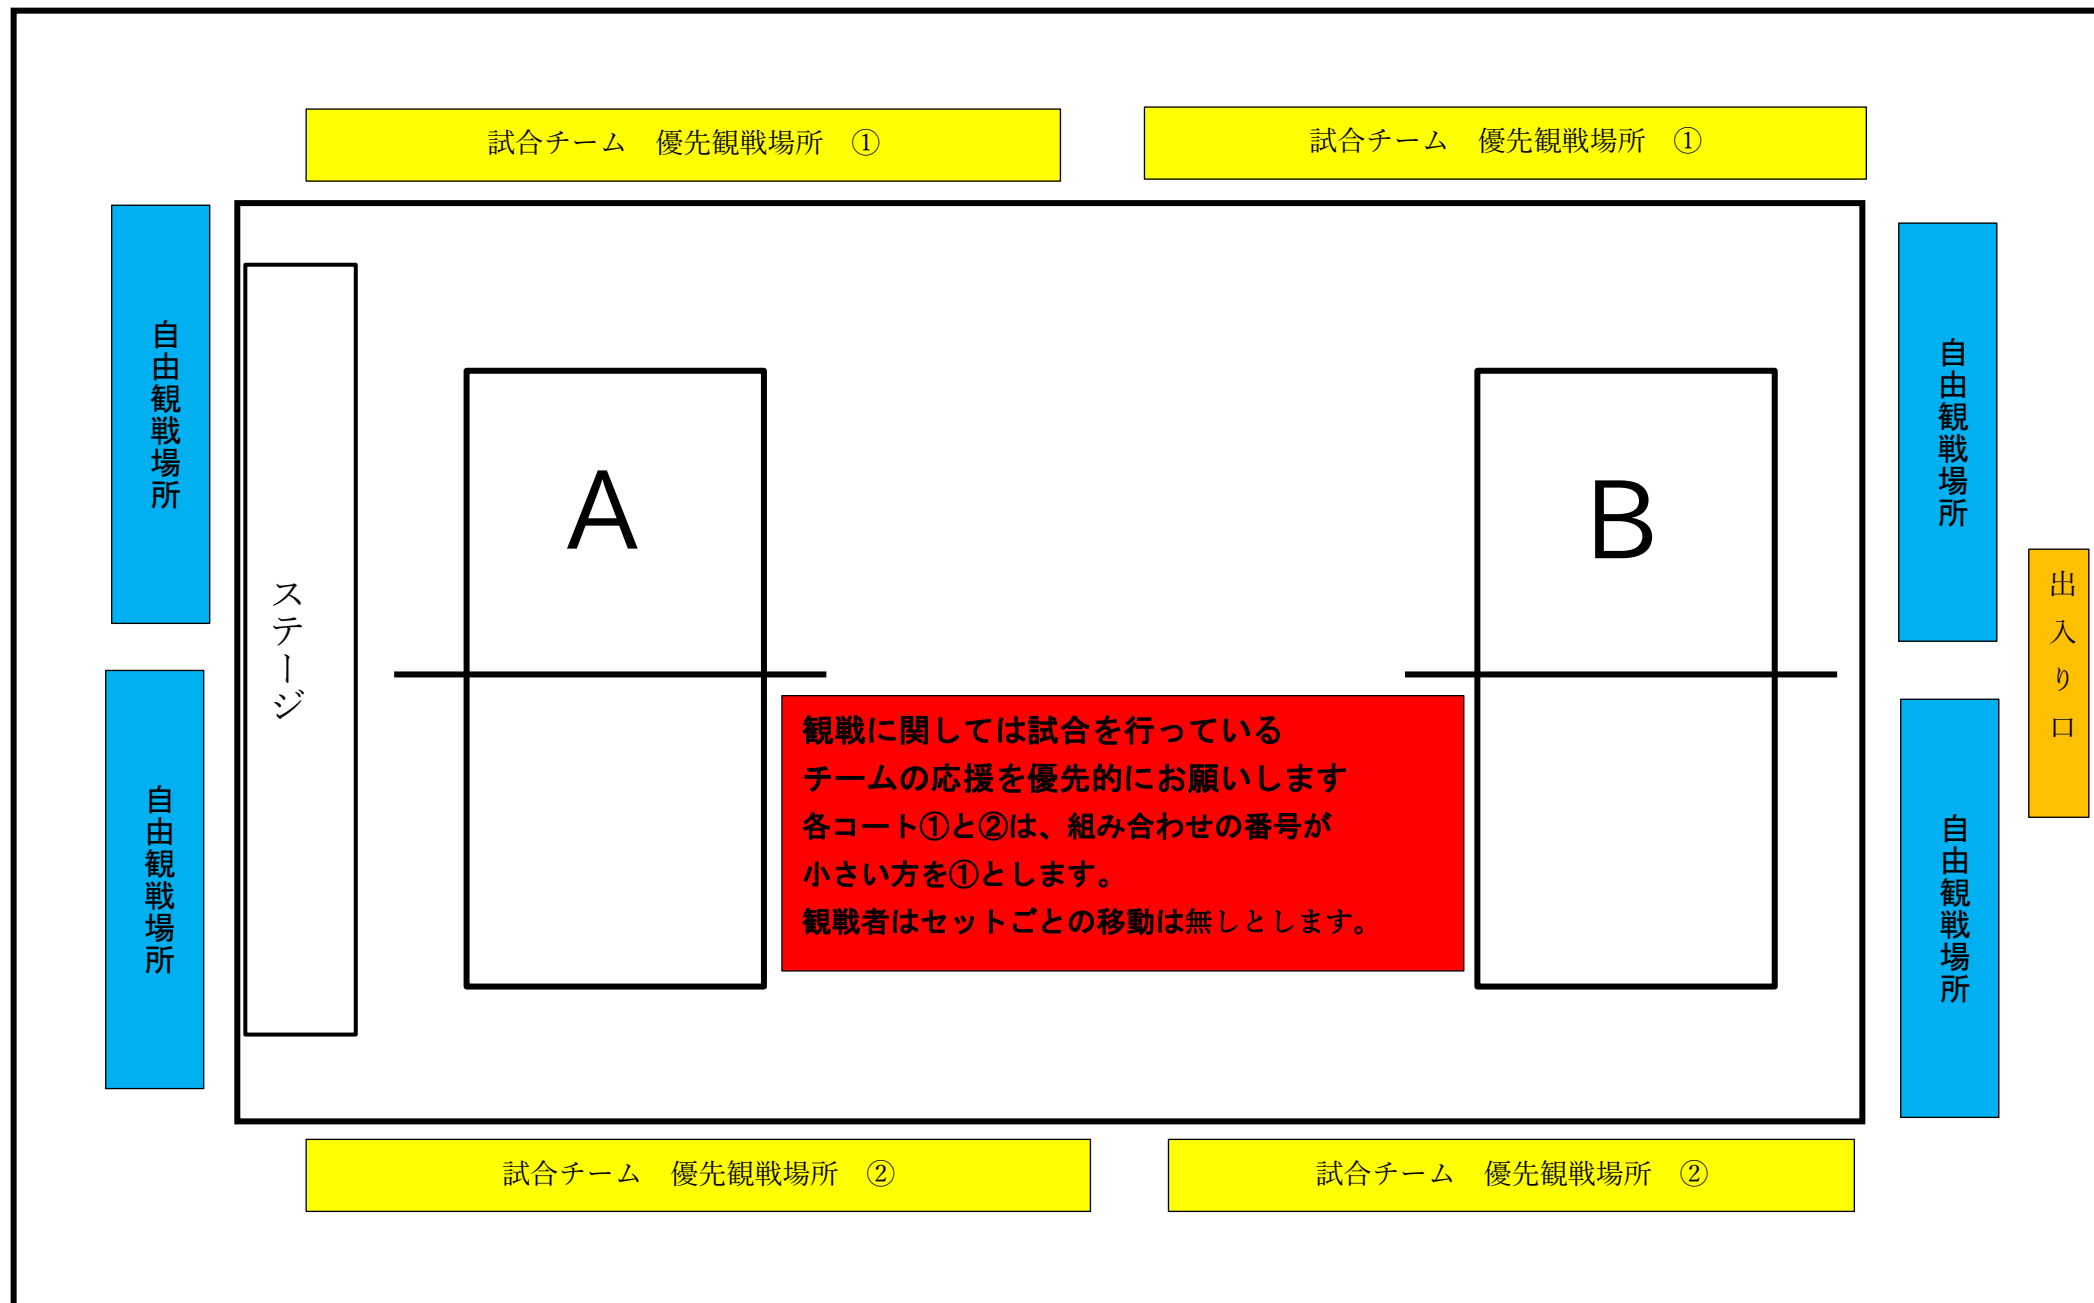 試合チーム　優先観戦場所　①
試合チーム　優先観戦場所　①
自由観戦場所
自由観戦場所
ステージ
A
B
自由観戦場所
出入り口
観戦に関しては試合を行っている
チームの応援を優先的にお願いします
各コート①と②は、組み合わせの番号が
小さい方を①とします。
観戦者はセットごとの移動は無しとします。
自由観戦場所
試合チーム　優先観戦場所　②
試合チーム　優先観戦場所　②